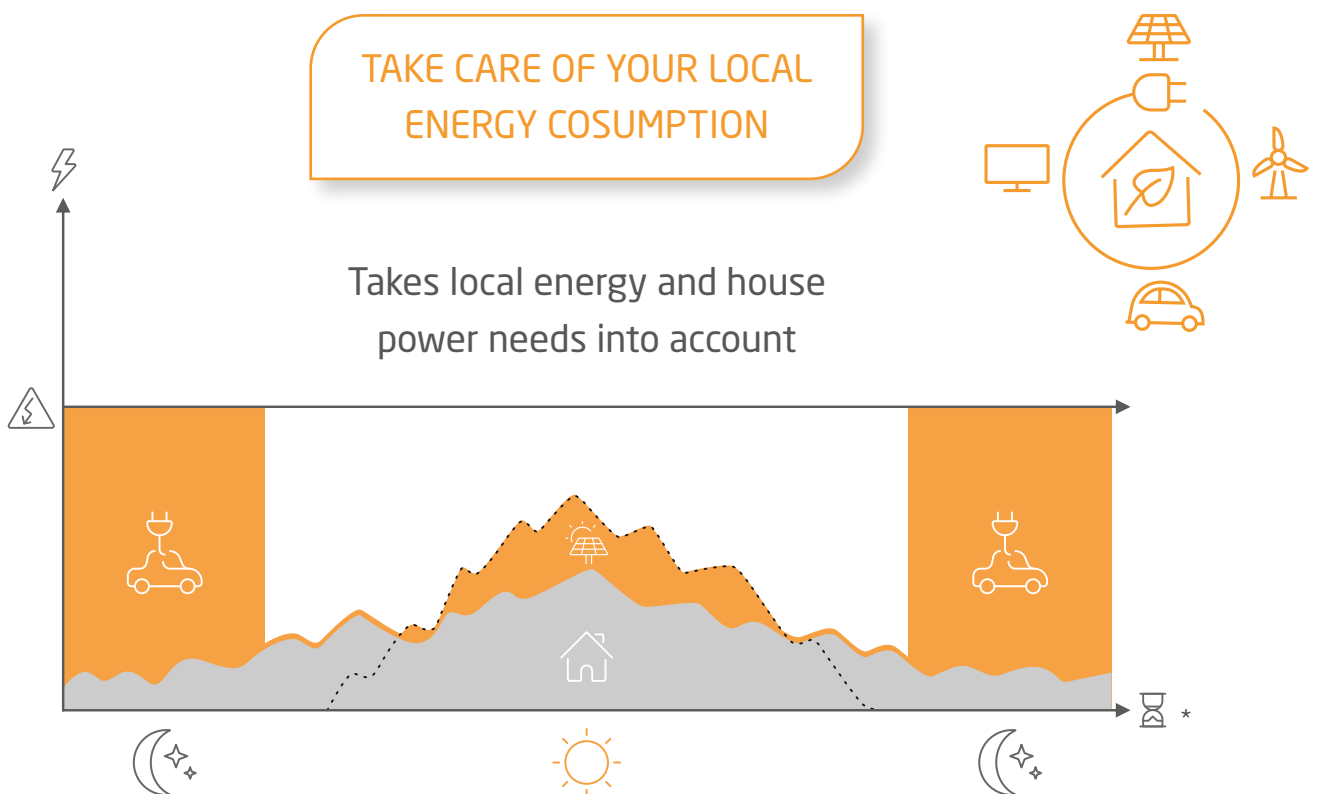 TAKE CARE OF YOUR LOCAL
ENERGY COSUMPTION
Takes local energy and house
power needs into account
*